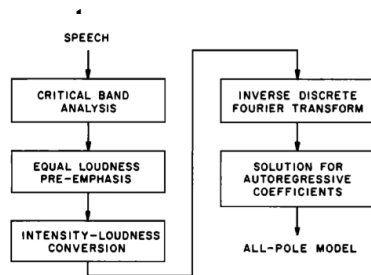 SPEECH
CRITICAL BAND
ANALYSIS
EQUAL LOUDNESS
PRE-EMPHASIS
INTENSITY-LOUDNESS
CONVERSION
INVERSE DISCRETE
FOURIER TRANSFORM
SOLUTION FOR
AUTOREGRESSIVE
COEFFICIENTS
ALL-POLE MODEL